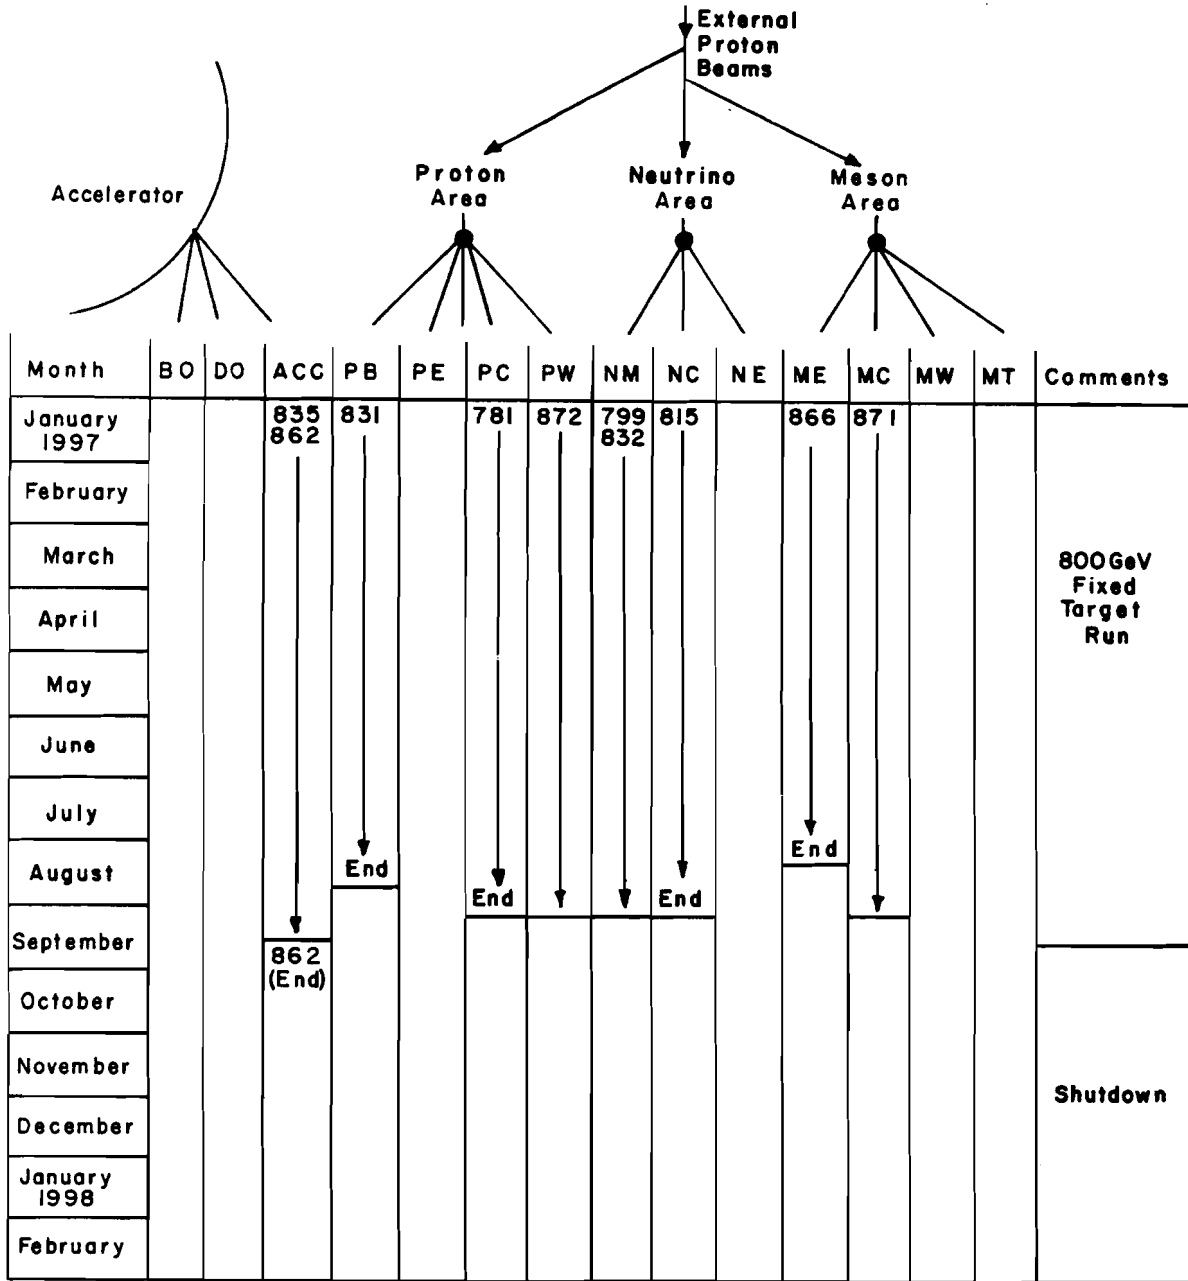 External
Proton
Beams
Accelerator
Proton
Area
Neutrino
Area
Meson
Area
Month BO DO ACC PB PE PC PW NM NC NE ME MC MW MT Comments
January
1997
835
862
831
781
872
799
832
815
866
871
February
March
April
May
June
July
August
September
October
November
December
January
1998
February
End
End
End
End
862
(End)
800 GeV
Fixed
Target
Run
Shutdown